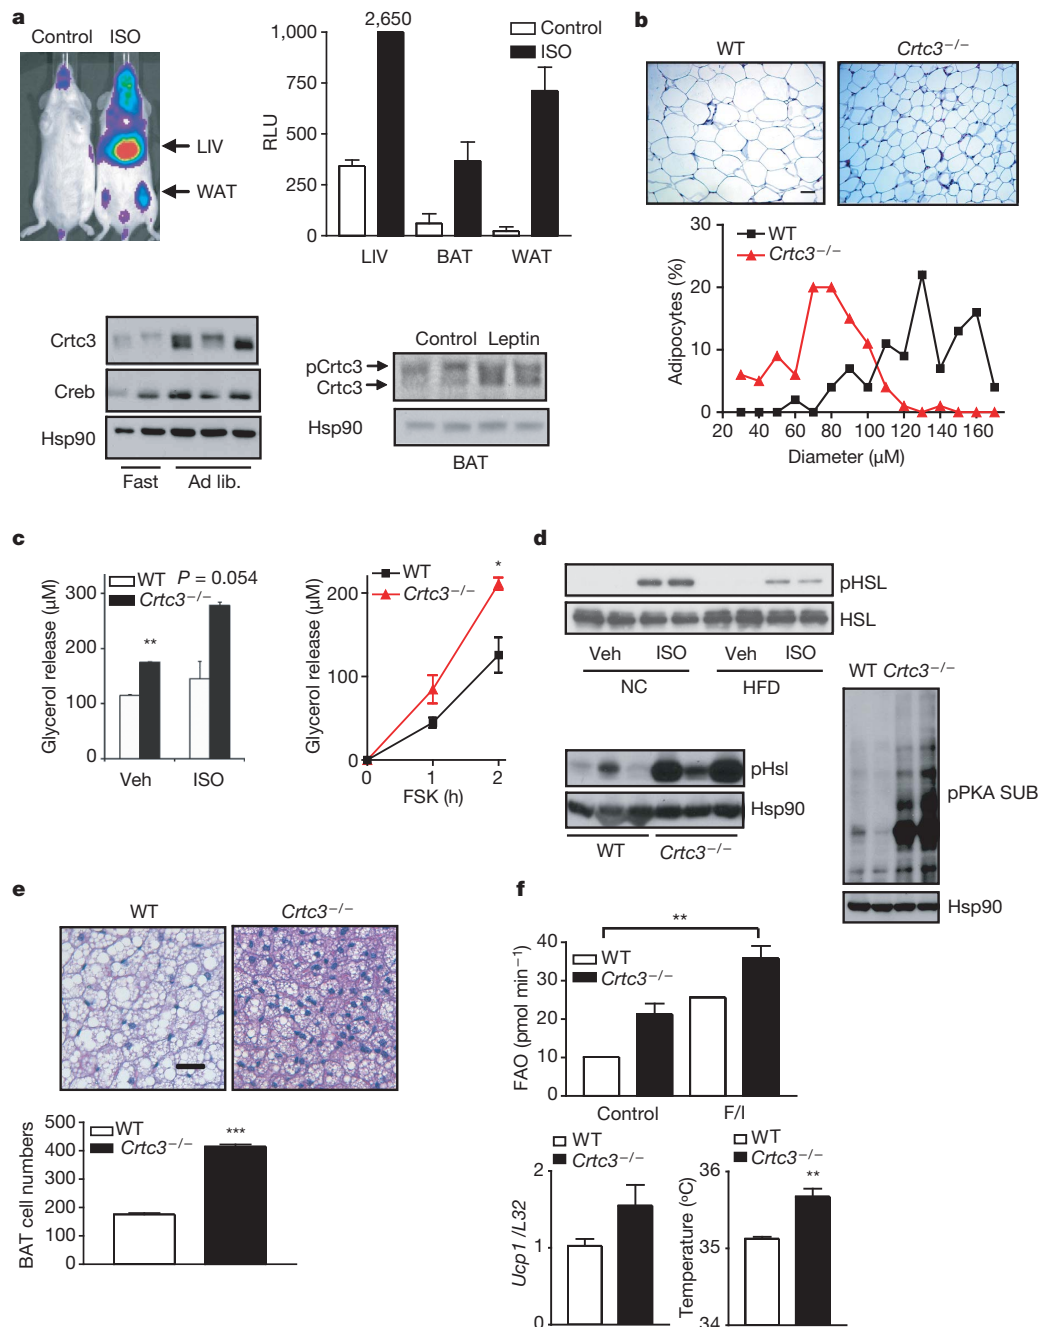 a
Control ISO
LIV
WAT
2,650
1,000
750
500
250
0
RLU
Control
ISO
LIV BAT WAT
Crtc3
Creb
Hsp90
Fast Ad lib.
Control Leptin
pCrtc3
Crtc3
Hsp90
BAT
b
WT Crtc3−/−
30
20
10
0
Adipocytes (%)
WT
Crtc3−/−
20 40 60 80 100 120 140 160
Diameter (μM)
c
WT P = 0.054
Crtc3−/−
300
200
100
0
Glycerol release (μM)
**
Veh ISO
WT
Crtc3−/−
*
200
100
0
Glycerol release (μM)
0 1 2
FSK (h)
d
pHSL
HSL
Veh ISO Veh ISO
NC HFD
pHsl
Hsp90
WT Crtc3−/−
WT Crtc3−/−
pPKA SUB
Hsp90
e
WT Crtc3−/−
500
400
300
200
100
0
BAT cell numbers
WT
Crtc3−/−
***
f
**
40
30
20
10
0
FAO (pmol min−1)
WT
Crtc3−/−
Control F/I
WT
Crtc3−/−
2
1
0
Ucp1/L32
WT
Crtc3−/−
**
36
35
34
Temperature (ºC)